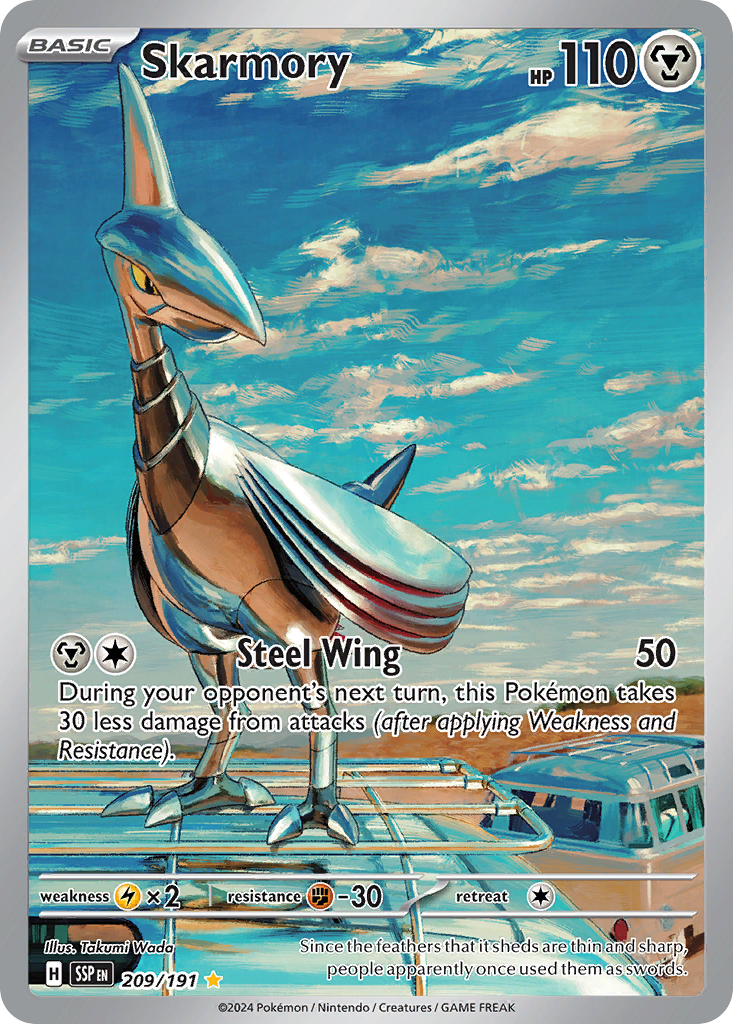 BASIC
Skarmory
HP 110
Steel Wing 50
During your opponent's next turn, this Pokémon takes
30 less damage from attacks (after applying Weakness and
Resistance).
weakness ×2 resistance -30 retreat
Illus. Takumi Wada
Since the feathers that it sheds are thin and sharp,
people apparently once used them as swords.
H SSP EN 209/191
©2024 Pokémon / Nintendo / Creatures / GAME FREAK